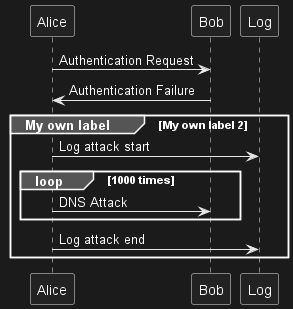 Alice Bob Log
Authentication Request
Authentication Failure
My own label [My own label 2]
Log attack start
loop [1000 times]
DNS Attack
Log attack end
Alice Bob Log